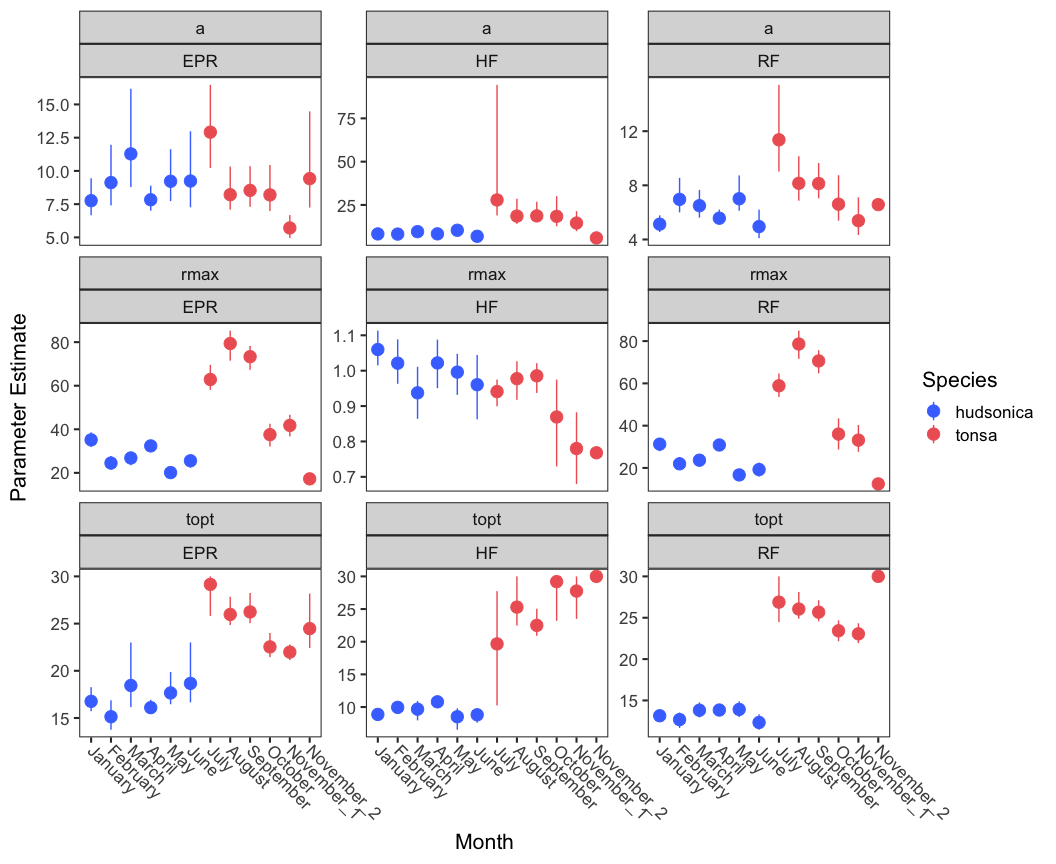 a a a
EPR HF RF
15.0
12.5
10.0
7.5
5.0
75
50
25
12
8
4
rmax rmax rmax
EPR HF RF
80
60
40
20
1.1
1.0
0.9
0.8
0.7
80
60
40
20
topt topt topt
EPR HF RF
30
25
20
15
30
25
20
15
10
30
25
20
15
January February March April May June July August September October November_1 November_2
January February March April May June July August September October November_1 November_2
January February March April May June July August September October November_1 November_2
Month
Parameter Estimate
Species
hudsonica
tonsa